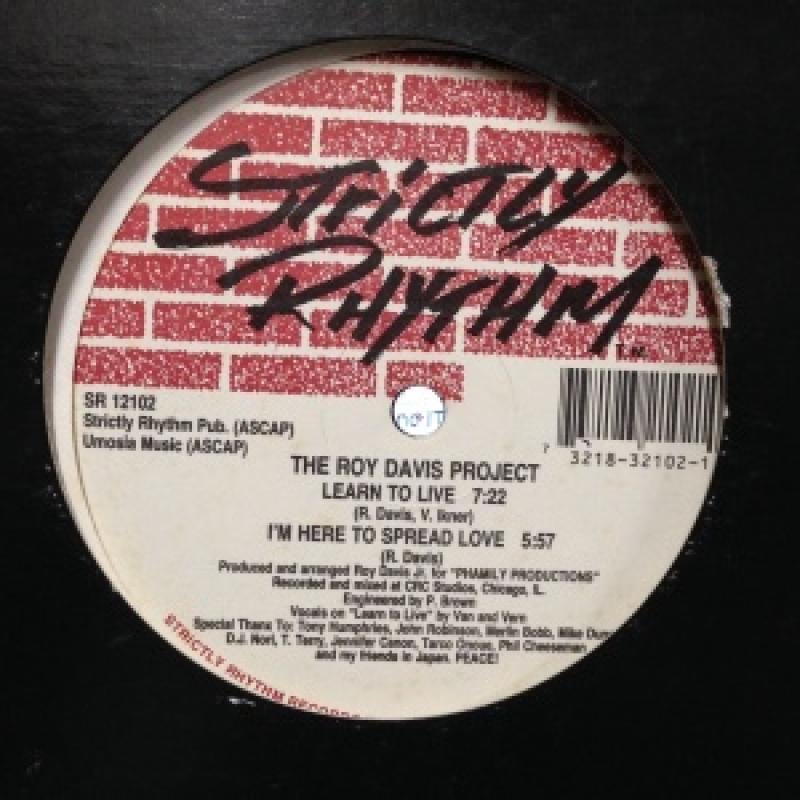 STRICTLY
RHYTHM
T.M.
SR 12102
Strictly Rhythm Pub. (ASCAP)
Umosia Music (ASCAP)
7 3218-32102-1
THE ROY DAVIS PROJECT
LEARN TO LIVE 7:22
(R. Davis, V. Ikner)
I'M HERE TO SPREAD LOVE 5:57
(R. Davis)
Produced and arranged Roy Davis Jr. for "PHAMILY PRODUCTIONS"
Recorded and mixed at CRC Studios, Chicago, IL.
Engineered by P. Brown
Vocals on "Learn to Live" by Van and Vern
Special Thanx To: Tony Humphries, John Robinson, Merlin Bobb, Mike
D.J. Nori, T. Terry, Jennifer Canon, Phil Cheeseman
and my friends in Japan. PEACE!
STRICTLY RHYTHM RECORDS